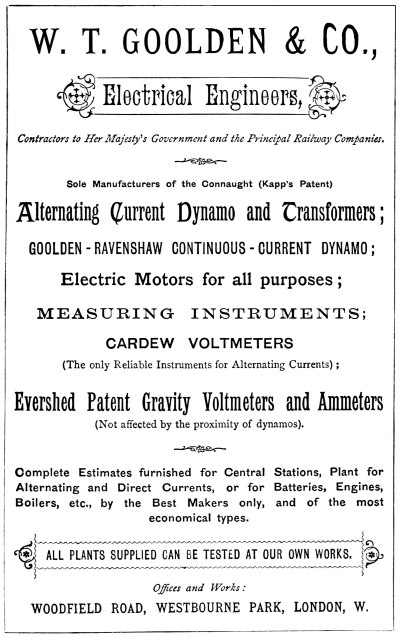 W. T. GOOLDEN & CO.,
Electrical Engineers,
Contractors to Her Majesty's Government and the Principal Railway Companies.
Sole Manufacturers of the Connaught (Kapp's Patent)
Alternating Current Dynamo and Transformers;
GOOLDEN-RAVENSHAW CONTINUOUS-CURRENT DYNAMO;
Electric Motors for all purposes;
MEASURING INSTRUMENTS;
CARDEW VOLTMETERS
(The only Reliable Instruments for Alternating Currents);
Evershed Patent Gravity Voltmeters and Ammeters
(Not affected by the proximity of dynamos).
Complete Estimates furnished for Central Stations, Plant for
Alternating and Direct Currents, or for Batteries, Engines,
Boilers, etc., by the Best Makers only, and of the most
economical types.
ALL PLANTS SUPPLIED CAN BE TESTED AT OUR OWN WORKS.
Offices and Works:
WOODFIELD ROAD, WESTBOURNE PARK, LONDON, W.